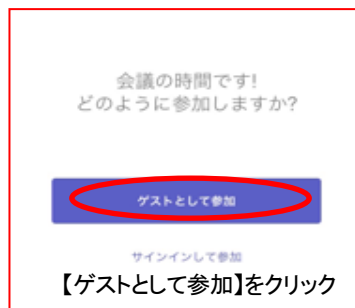 会議の時間です!
どのように参加しますか?
ゲストとして参加
サインインして参加
【ゲストとして参加】をクリック